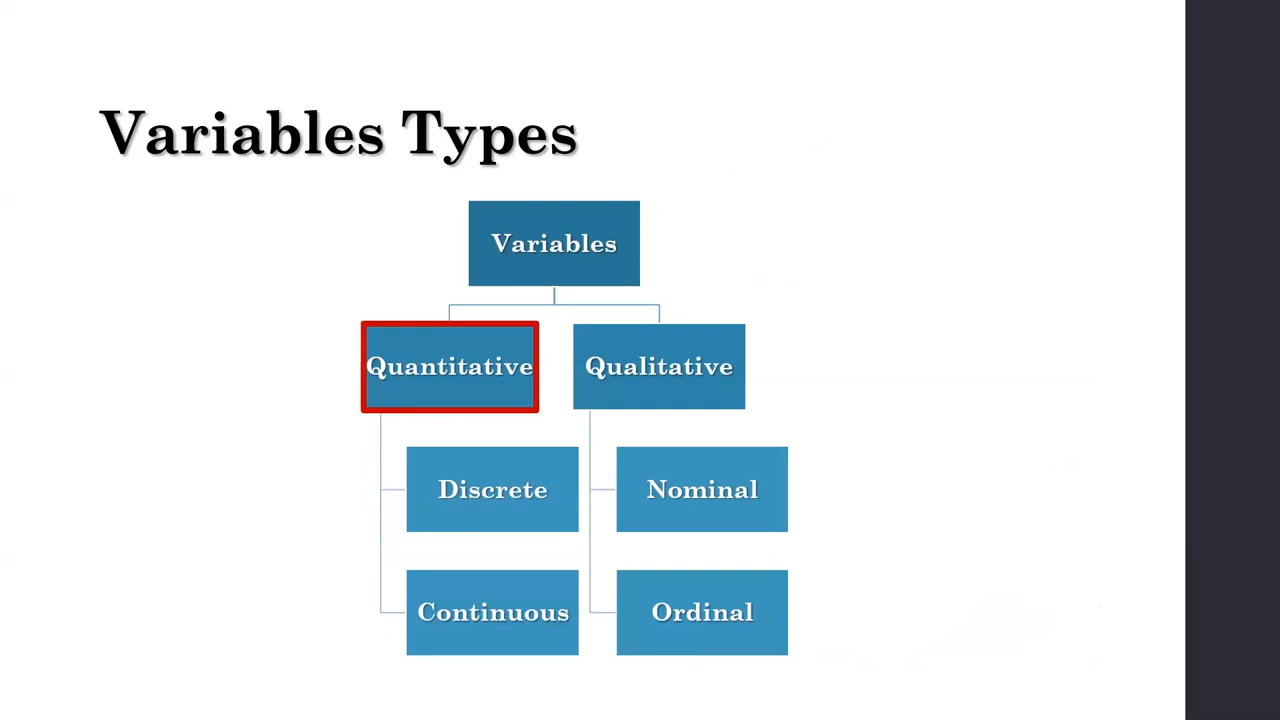 Variables Types
Variables
Quantitative
Qualitative
Discrete
Nominal
Continuous
Ordinal